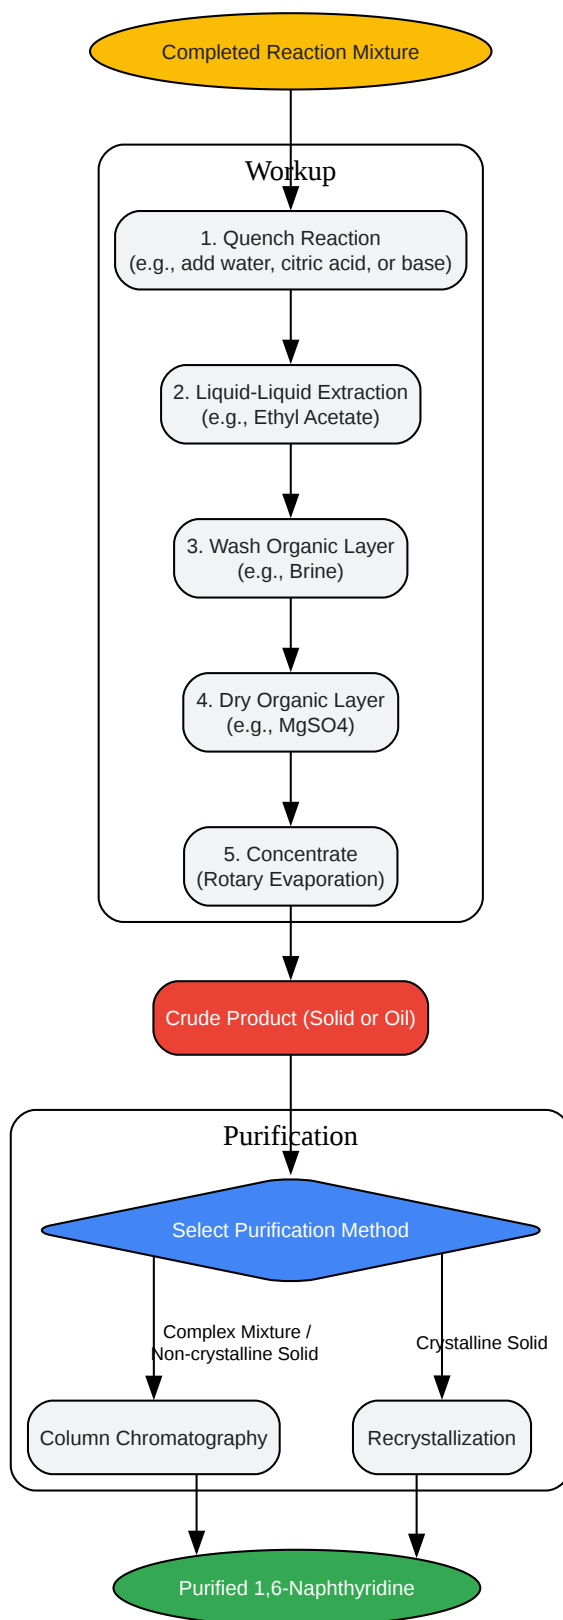 Completed Reaction Mixture
Workup
1. Quench Reaction
(e.g., add water, citric acid, or base)
2. Liquid-Liquid Extraction
(e.g., Ethyl Acetate)
3. Wash Organic Layer
(e.g., Brine)
4. Dry Organic Layer
(e.g., MgSO4)
5. Concentrate
(Rotary Evaporation)
Crude Product (Solid or Oil)
Purification
Select Purification Method
Complex Mixture /
Non-crystalline Solid
Crystalline Solid
Column Chromatography
Recrystallization
Purified 1,6-Naphthyridine